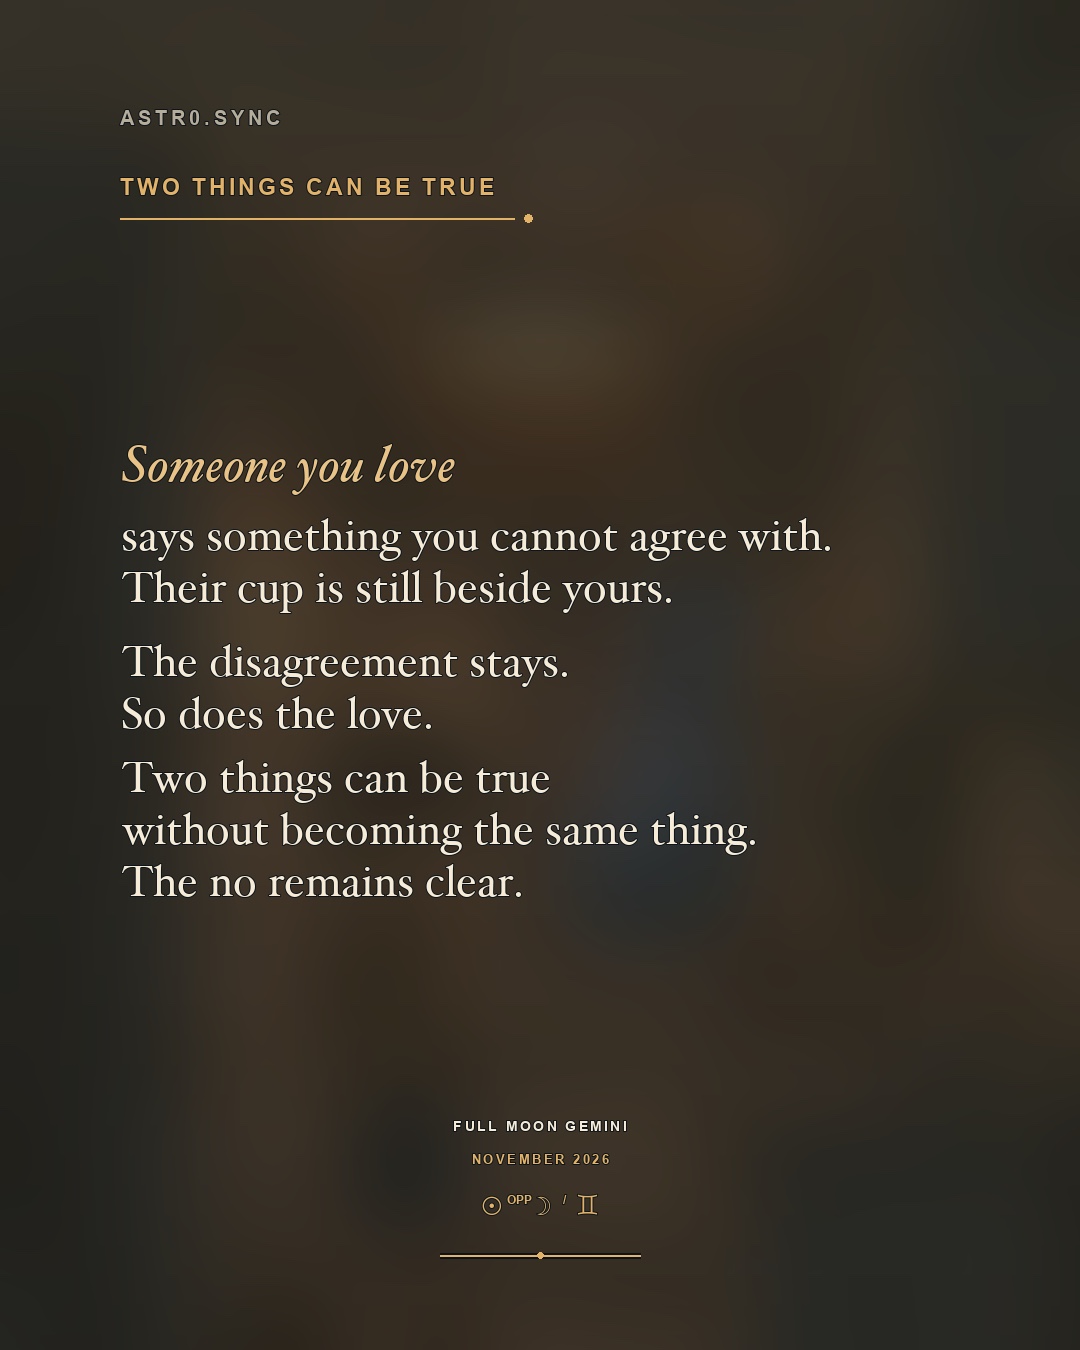 ASTR0.SYNC
TWO THINGS CAN BE TRUE
Someone you love
says something you cannot agree with.
Their cup is still beside yours.
The disagreement stays.
So does the love.
Two things can be true
without becoming the same thing.
The no remains clear.
FULL MOON GEMINI
NOVEMBER 2026
☉ OPP ☽ / ♊